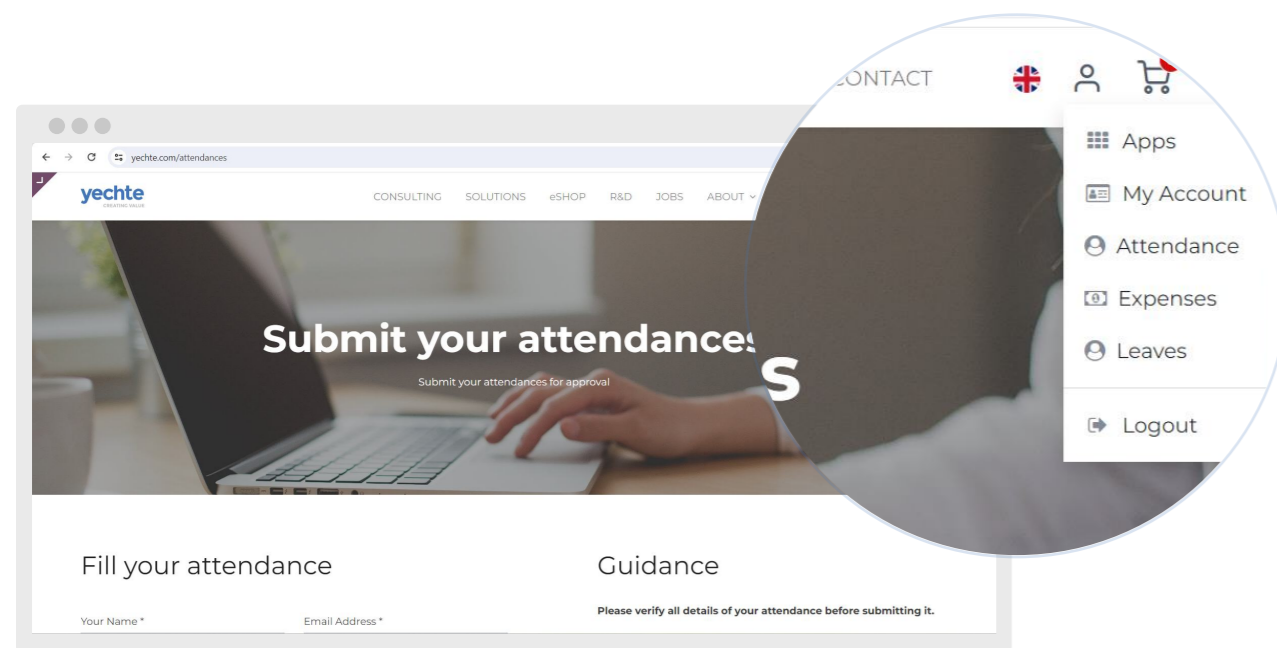 CONTACT
Apps
My Account
Attendance
Expenses
Leaves
Logout
yechte.com/attendances
yechte
CREATING VALUE
CONSULTING SOLUTIONS eSHOP R&D JOBS ABOUT
Submit your attendances
s
Submit your attendances for approval
Fill your attendance
Guidance
Please verify all details of your attendance before submitting it.
Your Name * Email Address *